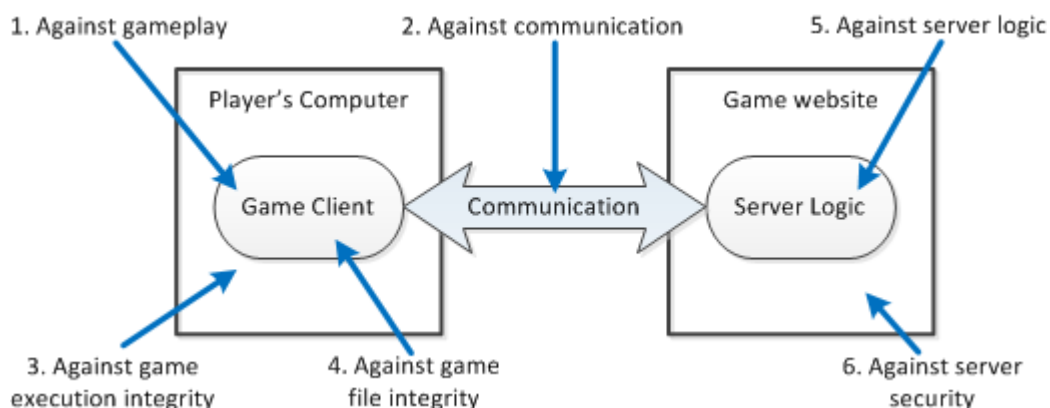 1. Against gameplay
2. Against communication
5. Against server logic
Player's Computer
Game website
Game Client
Communication
Server Logic
3. Against game
execution integrity
4. Against game
file integrity
6. Against server
security